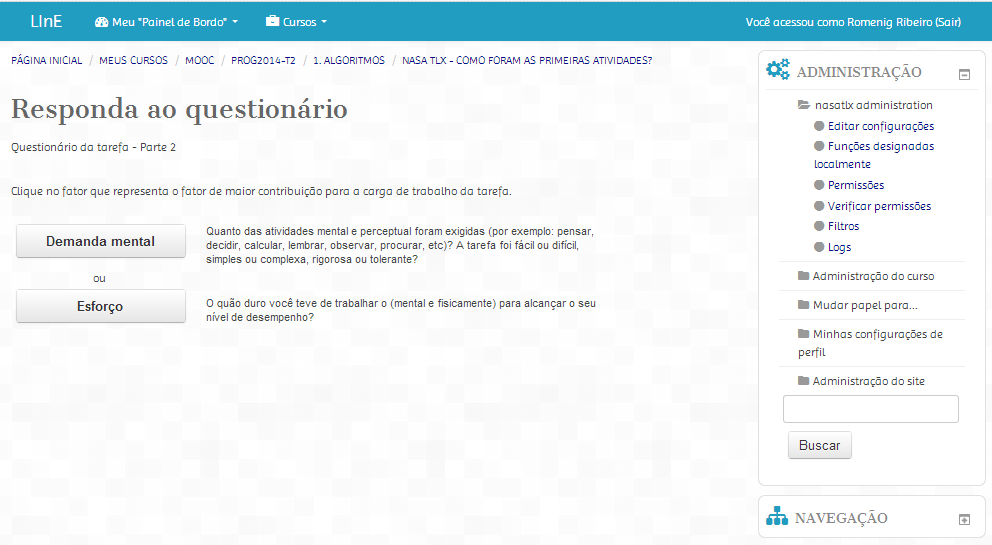 LInE
Meu "Painel de Bordo"
Cursos
Você acessou como Romenig Ribeiro (Sair)
PÁGINA INICIAL / MEUS CURSOS / MOOC / PROG2014-T2 / 1. ALGORITMOS / NASA TLX - COMO FORAM AS PRIMEIRAS ATIVIDADES?
Responda ao questionário
Questionário da tarefa - Parte 2
Clique no fator que representa o fator de maior contribuição para a carga de trabalho da tarefa.
Demanda mental
Quanto das atividades mental e perceptual foram exigidas (por exemplo: pensar,
decidir, calcular, lembrar, observar, procurar, etc)? A tarefa foi fácil ou difícil,
simples ou complexa, rigorosa ou tolerante?
ou
Esforço
O quão duro você teve de trabalhar o (mental e fisicamente) para alcançar o seu
nível de desempenho?
ADMINISTRAÇÃO
nasatlx administration
Editar configurações
Funções designadas
localmente
Permissões
Verificar permissões
Filtros
Logs
Administração do curso
Mudar papel para...
Minhas configurações de
perfil
Administração do site
Buscar
NAVEGAÇÃO